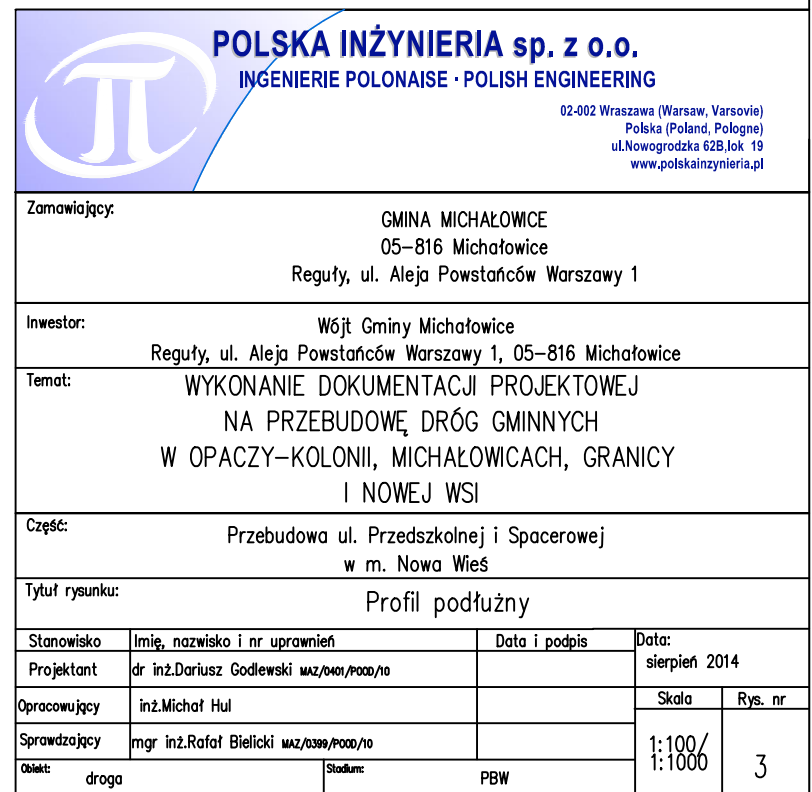 π
POLSKA INŻYNIERIA sp. z o.o.
INGENIERIE POLONAISE · POLISH ENGINEERING
02-002 Wraszawa (Warsaw, Varsovie)
Polska (Poland, Pologne)
ul.Nowogrodzka 62B,lok 19
www.polskainzynieria.pl
Zamawiający:
GMINA MICHAŁOWICE
05-816 Michałowice
Reguły, ul. Aleja Powstańców Warszawy 1
Inwestor:
Wójt Gminy Michałowice
Reguły, ul. Aleja Powstańców Warszawy 1, 05-816 Michałowice
Temat:
WYKONANIE DOKUMENTACJI PROJEKTOWEJ
NA PRZEBUDOWĘ DRÓG GMINNYCH
W OPACZY-KOLONII, MICHAŁOWICACH, GRANICY
I NOWEJ WSI
Część:
Przebudowa ul. Przedszkolnej i Spacerowej
w m. Nowa Wieś
Tytuł rysunku:
Profil podłużny
Stanowisko Imię, nazwisko i nr uprawnień Data i podpis Data:
Projektant dr inż.Dariusz Godlewski MAZ/0401/POOD/10 sierpień 2014
Opracowujący inż.Michał Hul Skala Rys. nr
Sprawdzający mgr inż.Rafał Bielicki MAZ/0399/POOD/10 1:100/
1:1000 3
Obiekt: droga Stadium: PBW